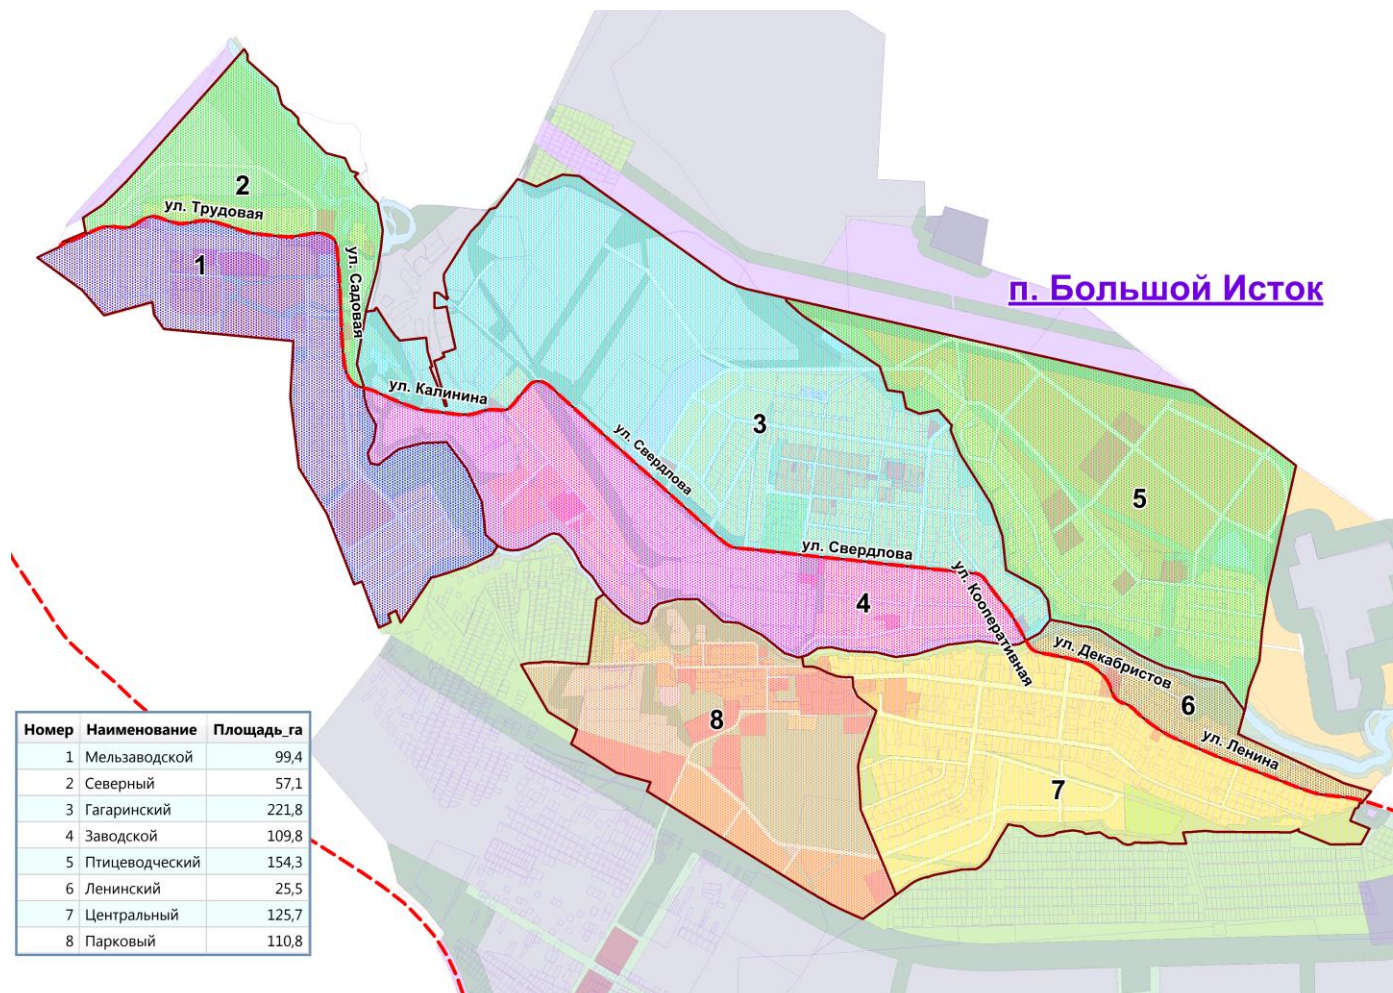 2
ул. Трудовая
1
ул. Садовая
п. Большой Исток
ул. Калинина
3
ул. Свердлова
5
ул. Свердлова
ул. Кооперативная
4
ул. Декабристов
6
8
ул. Ленина
7
Номер Наименование Площадь_га
1 Мельзаводской 99,4
2 Северный 57,1
3 Гагаринский 221,8
4 Заводской 109,8
5 Птицеводческий 154,3
6 Ленинский 25,5
7 Центральный 125,7
8 Парковый 110,8